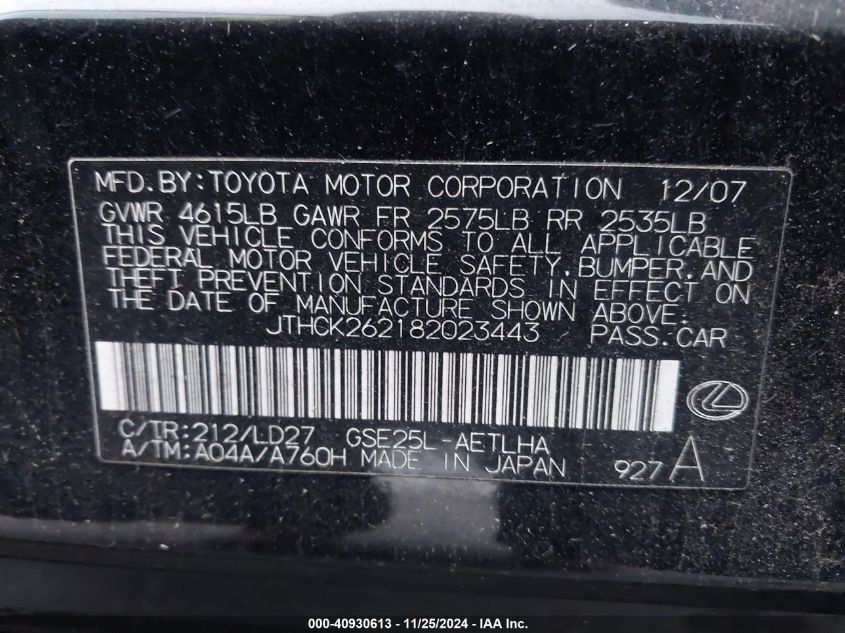 MFD.BY:TOYOTA MOTOR CORPORATION 12/07
GVWR 4615LB GAWR FR 2575LB RR 2535LB
THIS VEHICLE CONFORMS TO ALL APPLICABLE
FEDERAL MOTOR VEHICLE SAFETY,BUMPER,AND
THEFT PREVENTION STANDARDS IN EFFECT ON
THE DATE OF MANUFACTURE SHOWN ABOVE.
JTHCK262182023443 PASS.CAR
C/TR:212/LD27 GSE25L-AETLHA
A/TM:A04A/A760H MADE IN JAPAN 927 A
000-40930613 - 11/25/2024 - IAA Inc.